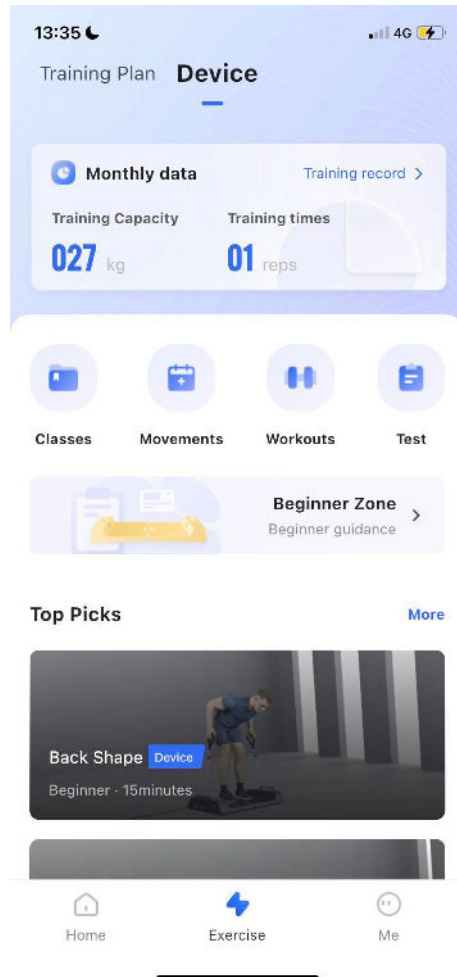 13:35 4G
Training Plan Device
Monthly data Training record >
Training Capacity Training times
027 kg 01 reps
Classes Movements Workouts Test
Beginner Zone
Beginner guidance
Top Picks More
Back Shape Device
Beginner · 15minutes
Home Exercise Me